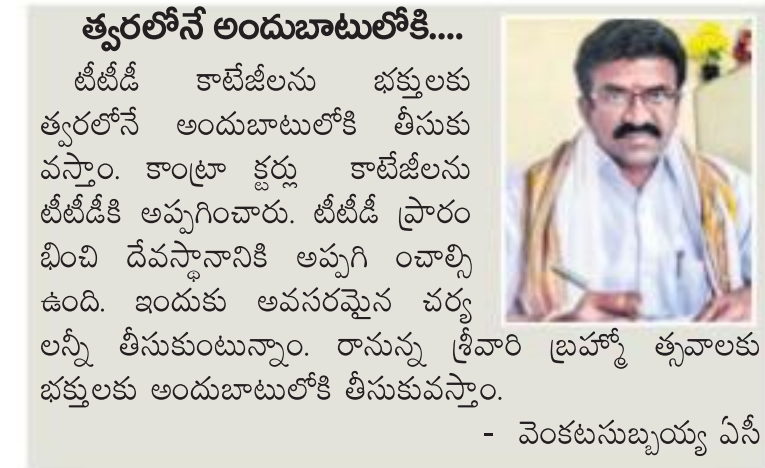 త్వరలోనే అందుబాటులోకి....
టీటీడీ కాటేజీలను భక్తులకు
త్వరలోనే అందుబాటులోకి తీసుకు
వస్తాం. కాంట్రా క్టర్లు కాటేజీలను
టీటీడీకి అప్పగించారు. టీటీడీ ప్రారం
భించి దేవస్థానానికి అప్పగి ంచాల్సి
ఉంది. ఇందుకు అవసరమైన చర్య
లన్నీ తీసుకుంటున్నాం. రానున్న శ్రీవారి బ్రహ్మో త్సవాలకు
భక్తులకు అందుబాటులోకి తీసుకువస్తాం.
- వెంకటసుబ్బయ్య ఏసీ